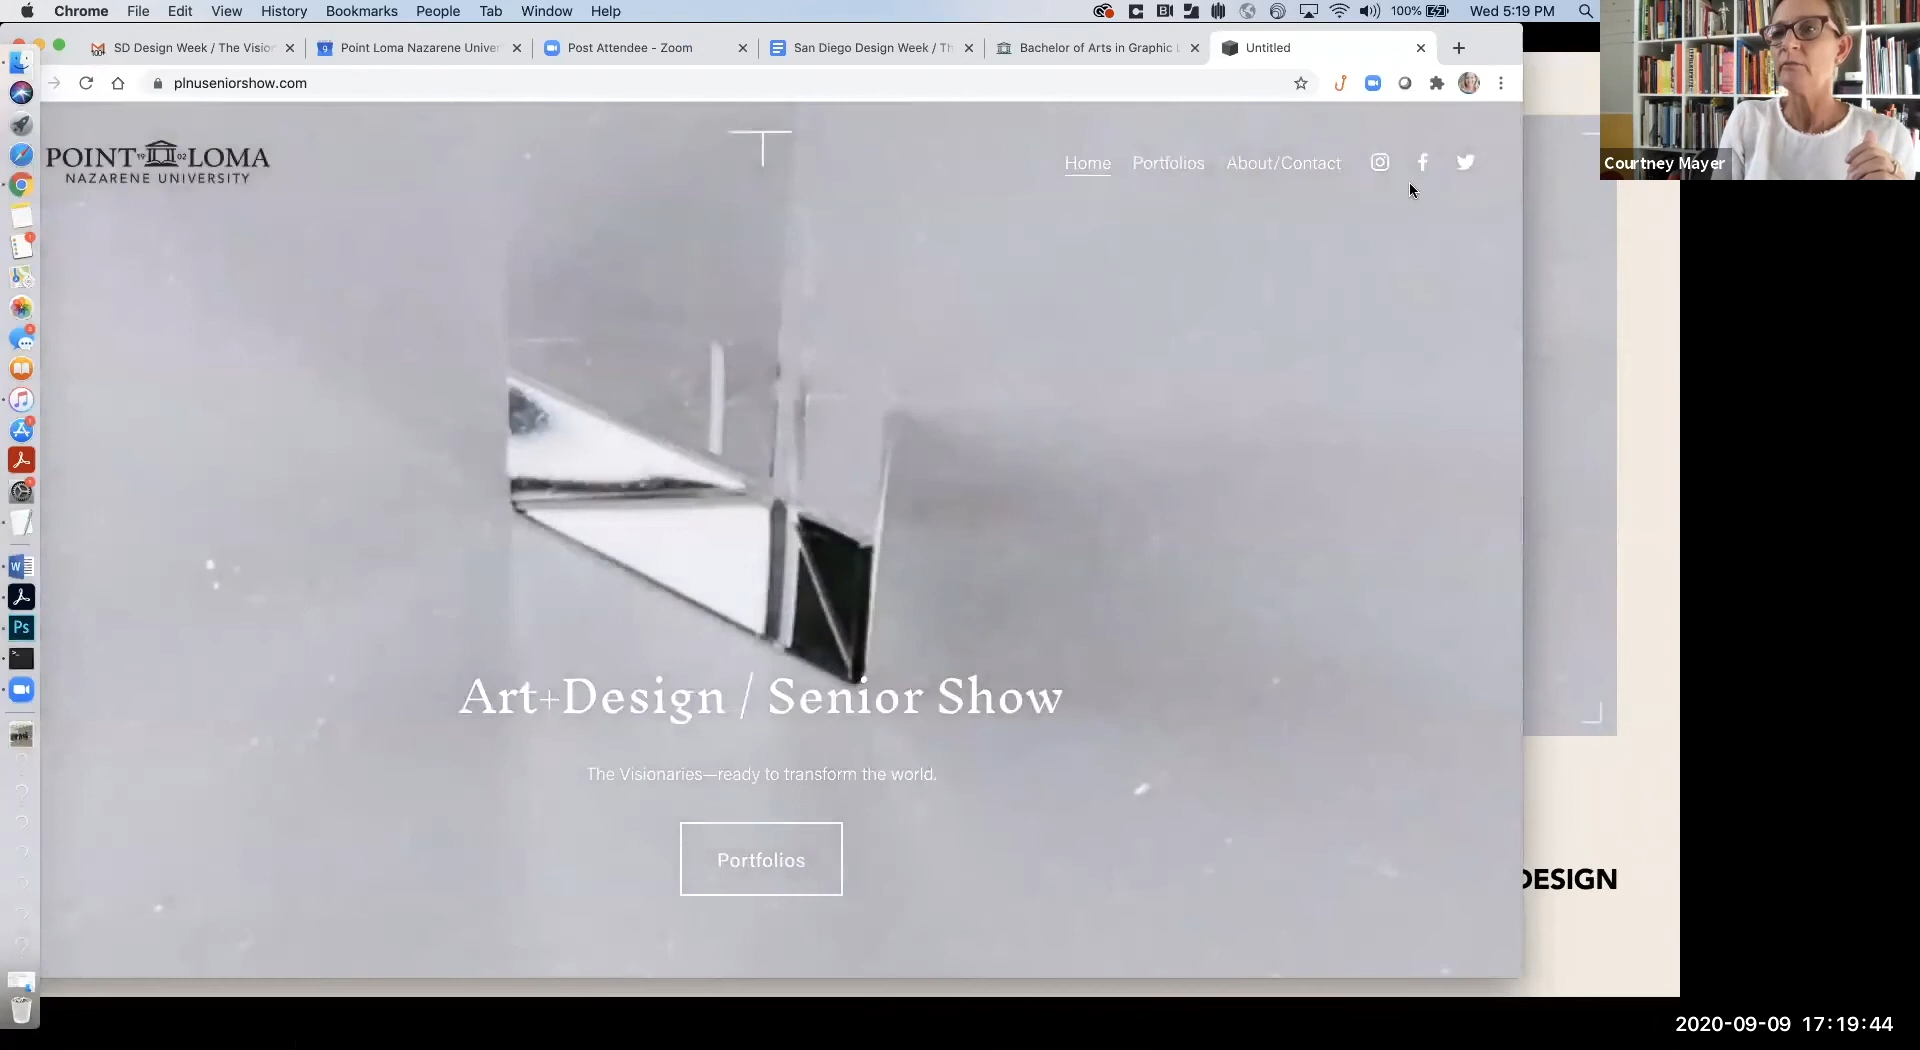 Chrome File Edit View History Bookmarks People Tab Window Help
100% Wed 5:19 PM
SD Design Week / The Vision
Point Loma Nazarene Univer
Post Attendee - Zoom
San Diego Design Week / Th
Bachelor of Arts in Graphic
Untitled
plnuseniorshow.com
Courtney Mayer
POINT LOMA
NAZARENE UNIVERSITY
Home Portfolios About/Contact
Art+Design / Senior Show
The Visionaries—ready to transform the world.
Portfolios
DESIGN
Ps
2020-09-09 17:19:44